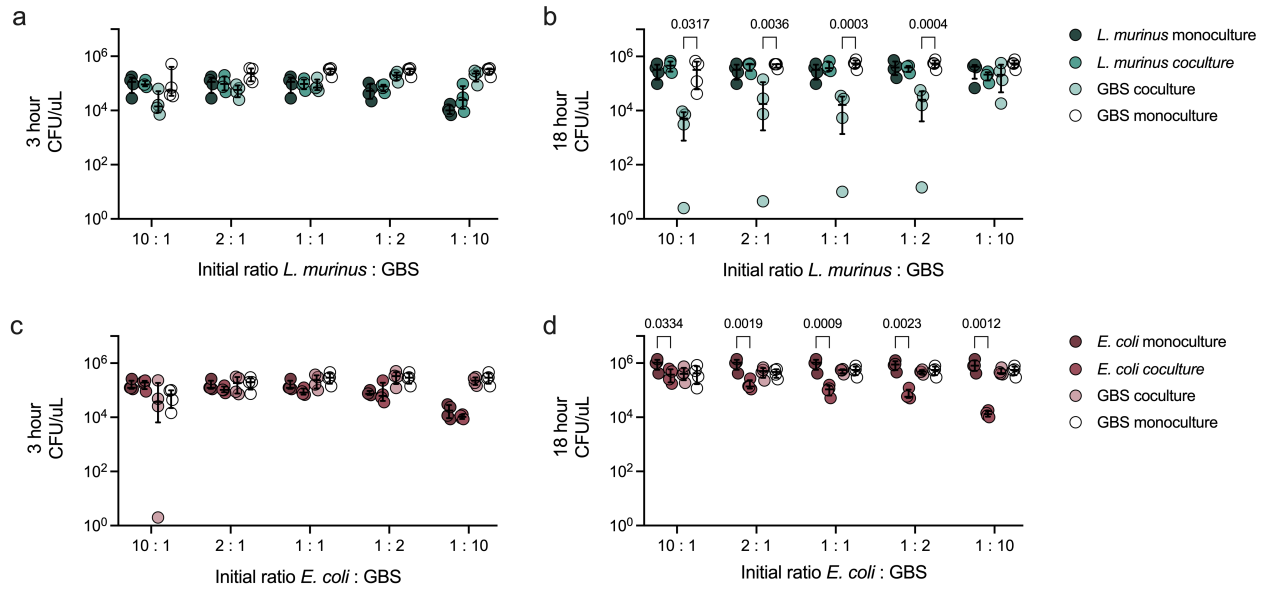 a
3 hour
CFU/uL
10⁶
10⁴
10²
10⁰
10 : 1
2 : 1
1 : 1
1 : 2
1 : 10
Initial ratio L. murinus : GBS
b
0.0317
0.0036
0.0003
0.0004
18 hour
CFU/uL
10⁶
10⁴
10²
10⁰
10 : 1
2 : 1
1 : 1
1 : 2
1 : 10
Initial ratio L. murinus : GBS
L. murinus monoculture
L. murinus coculture
GBS coculture
GBS monoculture
c
3 hour
CFU/uL
10⁶
10⁴
10²
10⁰
10 : 1
2 : 1
1 : 1
1 : 2
1 : 10
Initial ratio E. coli : GBS
d
0.0334
0.0019
0.0009
0.0023
0.0012
18 hour
CFU/uL
10⁶
10⁴
10²
10⁰
10 : 1
2 : 1
1 : 1
1 : 2
1 : 10
Initial ratio E. coli : GBS
E. coli monoculture
E. coli coculture
GBS coculture
GBS monoculture